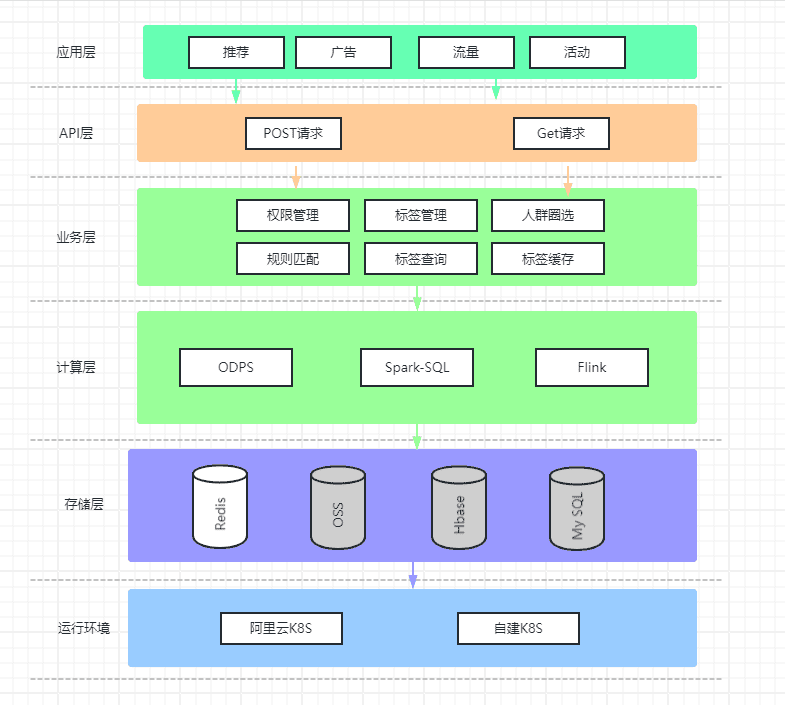 应用层
推荐
广告
流量
活动
API层
POST请求
Get请求
业务层
权限管理
标签管理
人群圈选
规则匹配
标签查询
标签缓存
计算层
ODPS
Spark-SQL
Flink
存储层
Redis
OSS
Hbase
My SQL
运行环境
阿里云K8S
自建K8S